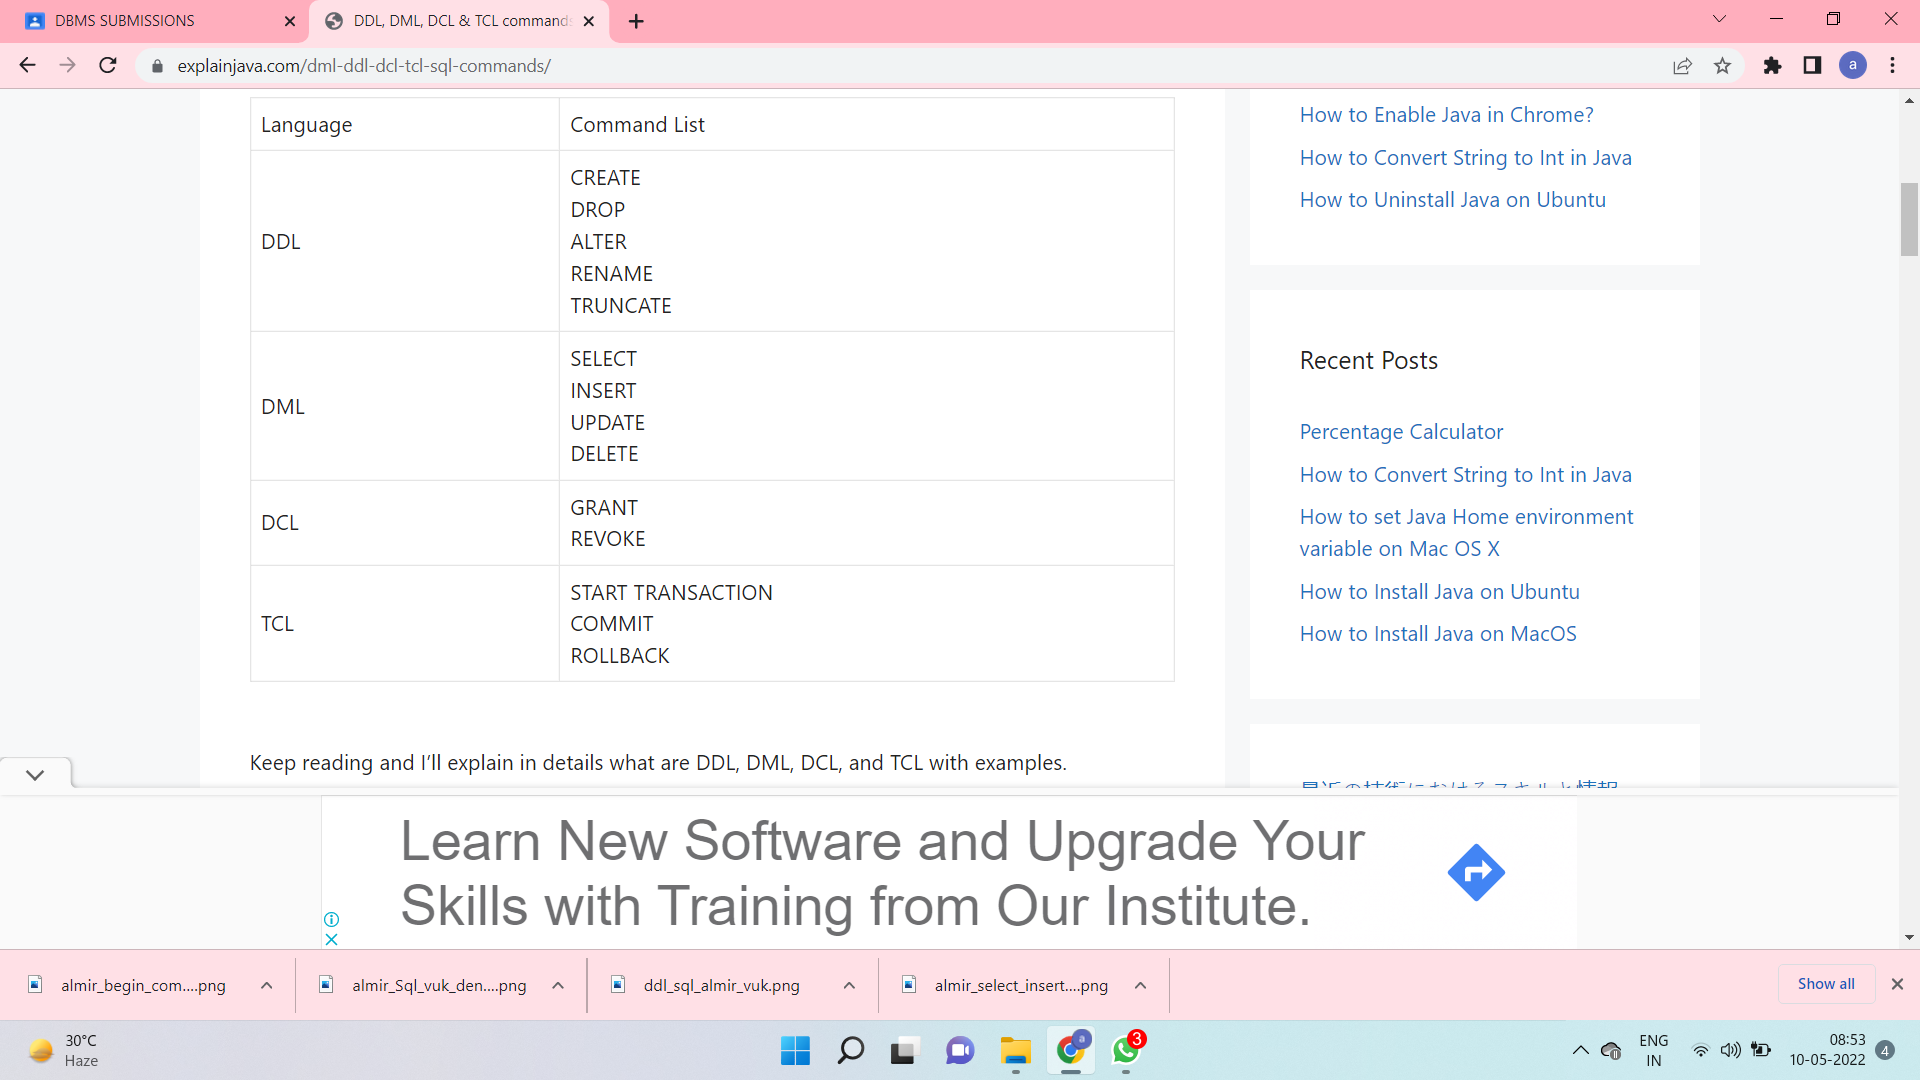 DBMS SUBMISSIONS
DDL, DML, DCL & TCL command
explainjava.com/dml-ddl-dcl-tcl-sql-commands/
a
Language
Command List
DDL
CREATE
DROP
ALTER
RENAME
TRUNCATE
DML
SELECT
INSERT
UPDATE
DELETE
DCL
GRANT
REVOKE
TCL
START TRANSACTION
COMMIT
ROLLBACK
Keep reading and I’ll explain in details what are DDL, DML, DCL, and TCL with examples.
How to Enable Java in Chrome?
How to Convert String to Int in Java
How to Uninstall Java on Ubuntu
Recent Posts
Percentage Calculator
How to Convert String to Int in Java
How to set Java Home environment
variable on Mac OS X
How to Install Java on Ubuntu
How to Install Java on MacOS
Learn New Software and Upgrade Your
Skills with Training from Our Institute.
almir_begin_com....png
almir_Sql_vuk_den....png
ddl_sql_almir_vuk.png
almir_select_insert....png
Show all
30°C
Haze
a
3
ENG
IN
08:53
10-05-2022
4